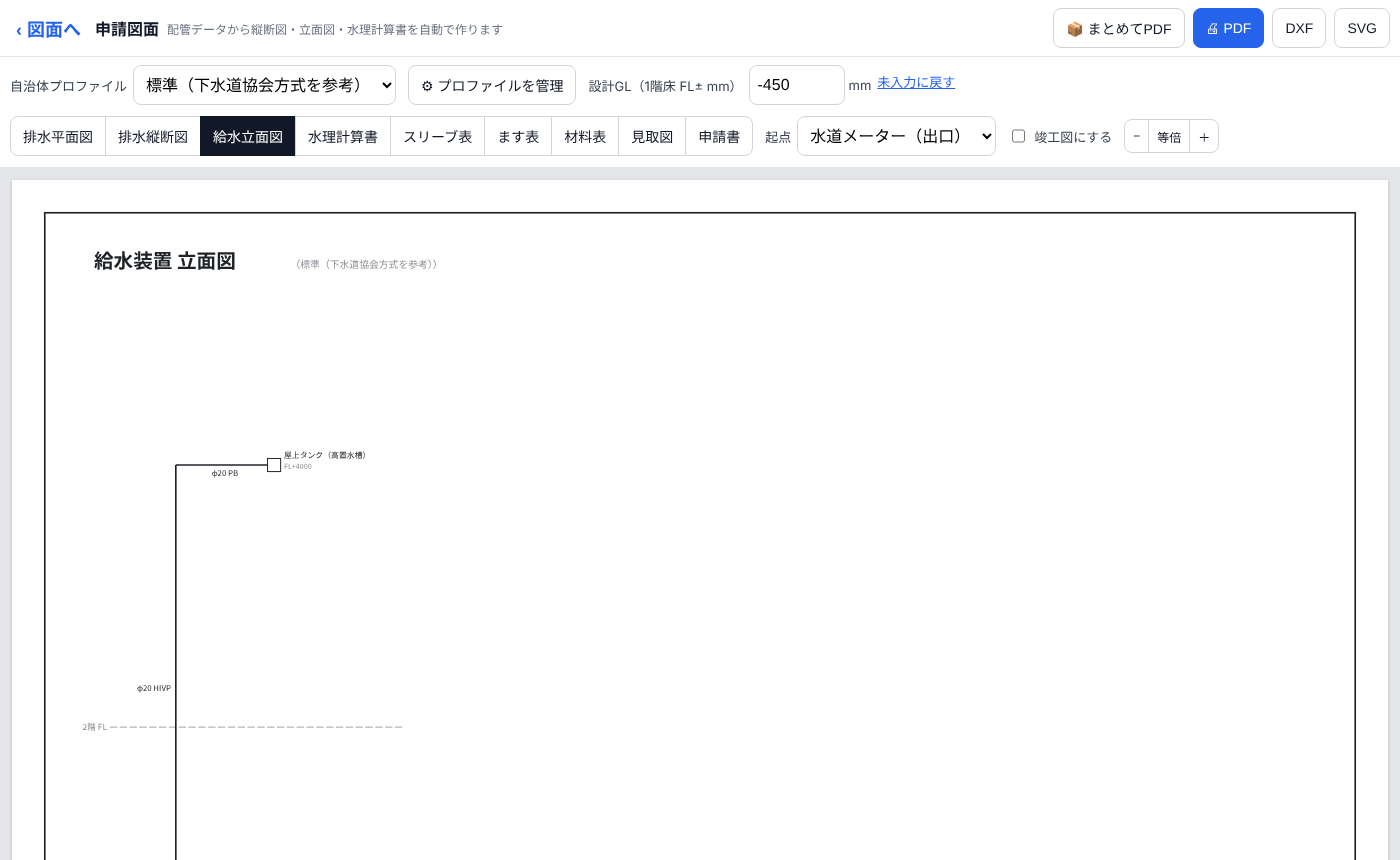 ‹ 図面へ 申請図面 配管データから縦断図・立面図・水理計算書を自動で作ります 📦 まとめてPDF 🖨 PDF DXF SVG
自治体プロファイル 標準（下水道協会方式を参考） ⚙ プロファイルを管理 設計GL（1階床 FL± mm） -450 mm 未入力に戻す
排水平面図 排水縦断図 給水立面図 水理計算書 スリーブ表 ます表 材料表 見取図 申請書 起点 水道メーター（出口） 竣工図にする － 等倍 ＋
給水装置 立面図 （標準（下水道協会方式を参考））
屋上タンク（高置水槽）
FL+4000
φ20 PB
φ20 HIVP
2階 FL